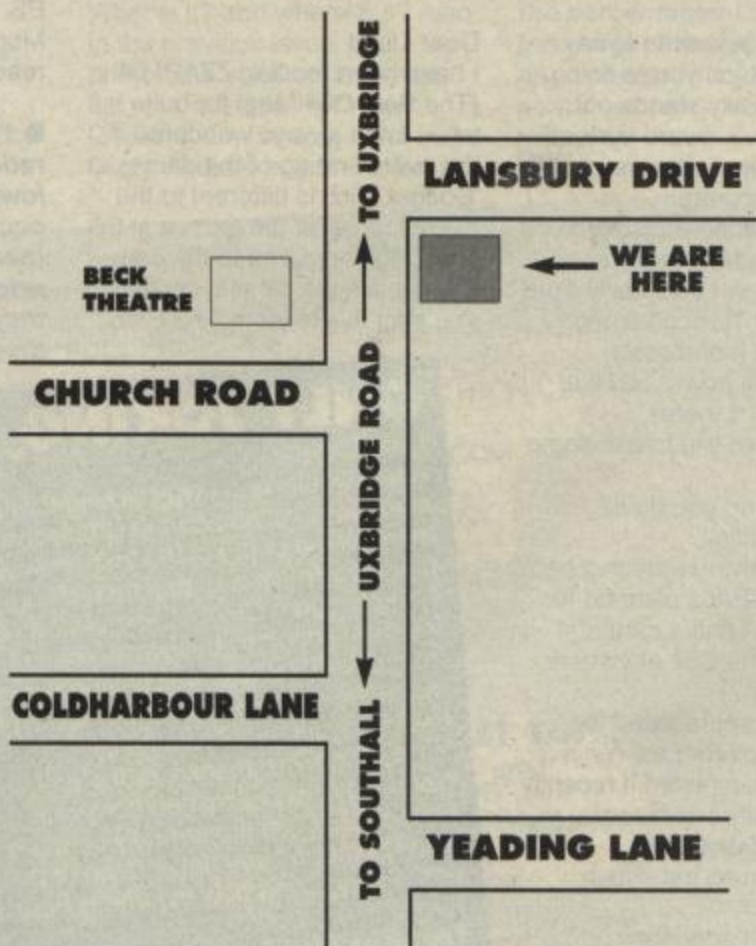 TO UXBRIDGE
LANSBURY DRIVE
WE ARE
HERE
BECK
THEATRE
CHURCH ROAD
UXBRIDGE ROAD
COLDHARBOUR LANE
TO SOUTHALL
YEADING LANE